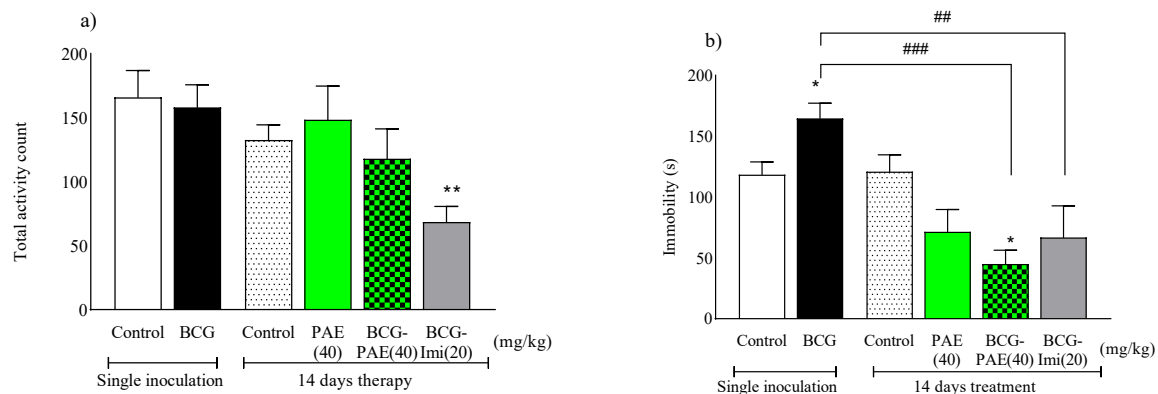 a)
200
150
100
50
0
Total activity count
**
Control BCG Control PAE BCG- BCG-
(40) PAE(40) Imi(20) (mg/kg)
Single inoculation 14 days therapy
b)
##
###
200
150
100
50
0
Immobility (s)
*
*
Control BCG Control PAE BCG- BCG-
(40) PAE(40) Imi(20) (mg/kg)
Single inoculation 14 days treatment